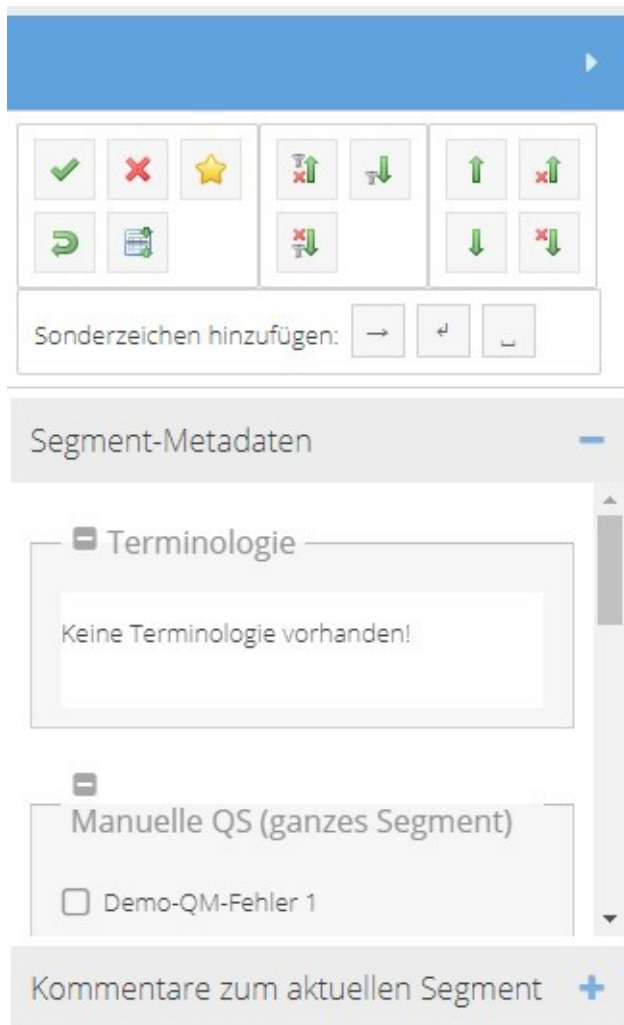 Sonderzeichen hinzufügen: → ↲ ⎵
Segment-Metadaten
Terminologie
Keine Terminologie vorhanden!
Manuelle QS (ganzes Segment)
Demo-QM-Fehler 1
Kommentare zum aktuellen Segment